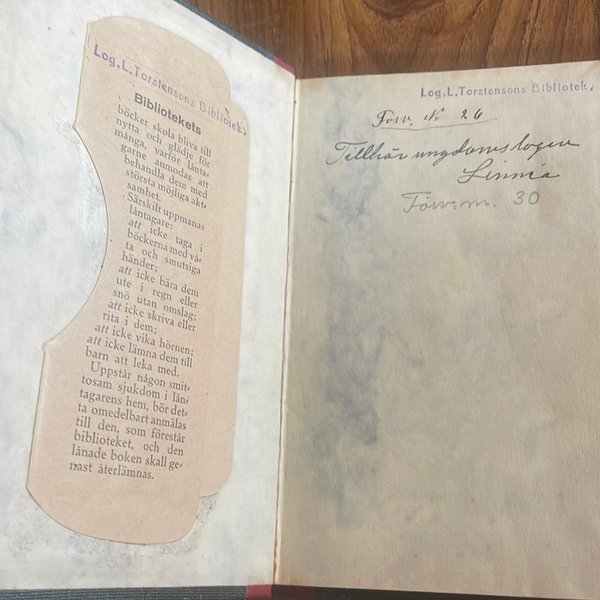 Log. L. Torstensons Bibliotek.
Bibliotekets
böcker skola bliva till
nytta och glädje för
många, varför lånta-
garne anmodas att
behandla dem med
största möjliga akt-
samhet.
Särskilt uppmanas
låntagare:
att icke taga i
böckerna med vå-
ta och smutsiga
händer;
att icke bära dem
ute i regn eller
snö utan omslag;
att icke skriva eller
rita i dem;
att icke vika hörnen;
att icke lämna dem till
barn att leka med.
Uppstår någon smit-
tosam sjukdom i lån-
tagarens hem, bör det-
ta omedelbart anmälas
till den, som förestår
biblioteket, och den
lånade boken skall ge-
nast återlämnas.
Log. L. Torstensons Bibliotek.
Förv. No 26
Tillhör ungdomslogen
Linnéa
Förv. nr. 30